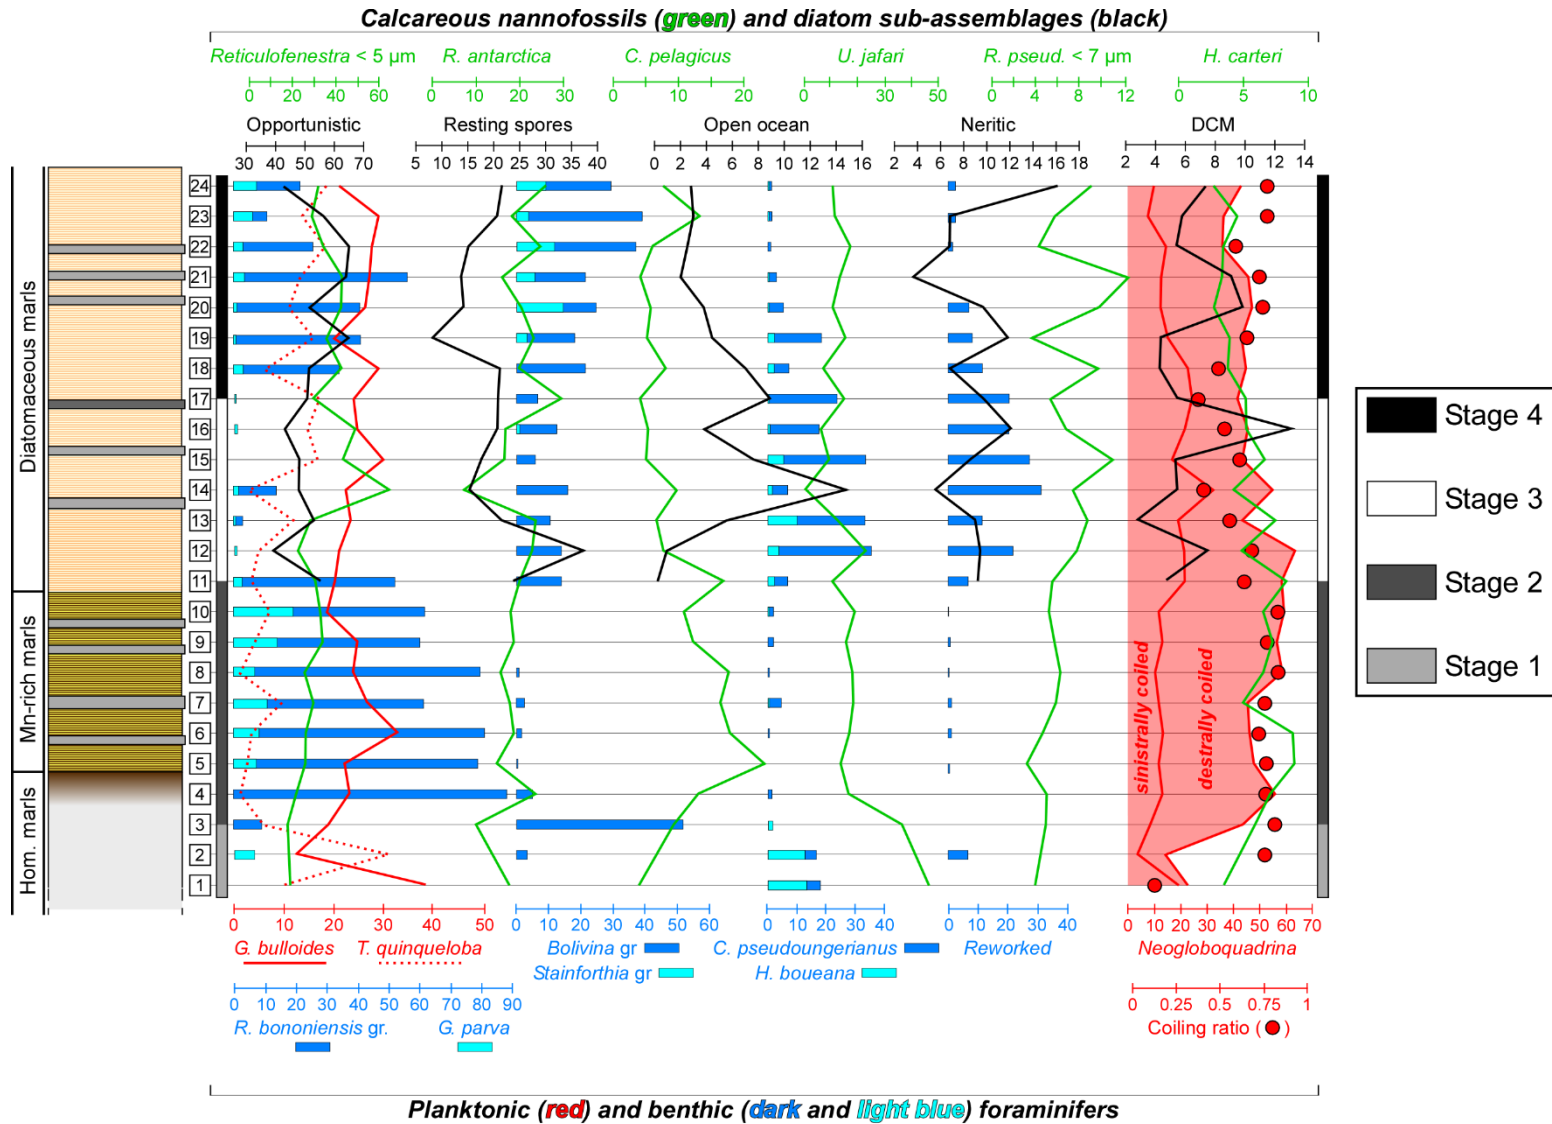 Calcareous nannofossils (green) and diatom sub-assemblages (black)
Reticulofenestra < 5 µm R. antarctica C. pelagicus U. jafari R. pseud. < 7 µm H. carteri
0 20 40 60 0 10 20 30 0 10 20 0 10 30 50 0 4 8 12 0 5 10
Opportunistic Resting spores Open ocean Neritic DCM
30 50 70 5 15 25 30 35 40 0 2 4 6 8 10 12 14 16 2 4 6 8 10 12 14 16 18 2 4 6 8 10 12 14
Diatomaceous marls
Mn-rich marls
Hom. marls
24
23
22
21
20
19
18
17
16
15
14
13
12
11
10
9
8
7
6
5
4
3
2
1
sinistrally coiled
destrally coiled
Stage 4
Stage 3
Stage 2
Stage 1
0 10 20 30 40 50 0 10 20 30 40 50 60 0 10 20 30 40 0 10 20 30 40 0 10 20 30 40 50 60 70
G. bulloides T. quinqueloba Bolivina gr C. pseudoungerianus Reworked Neogloboquadrina
Stainforthia gr H. boueana
0 10 20 30 40 50 60 70 80 90 0 0.25 0.5 0.75 1
R. bononiensis gr. G. parva Coiling ratio ( )
Planktonic (red) and benthic (dark and light blue) foraminifers